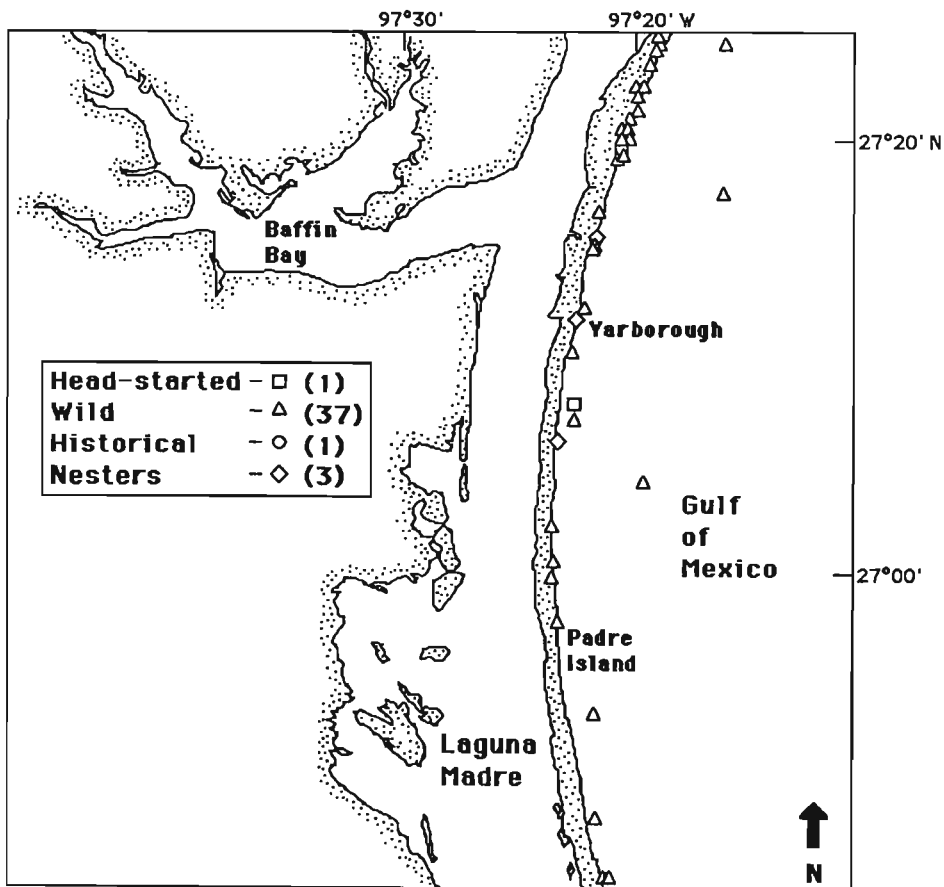 97°30' 97°20' W
27°20' N
Baffin
Bay
Yarborough
Head-started - □ (1)
Wild - △ (37)
Historical - ○ (1)
Nesters - ◇ (3)
Gulf
of
Mexico
27°00'
Padre
Island
Laguna
Madre
N